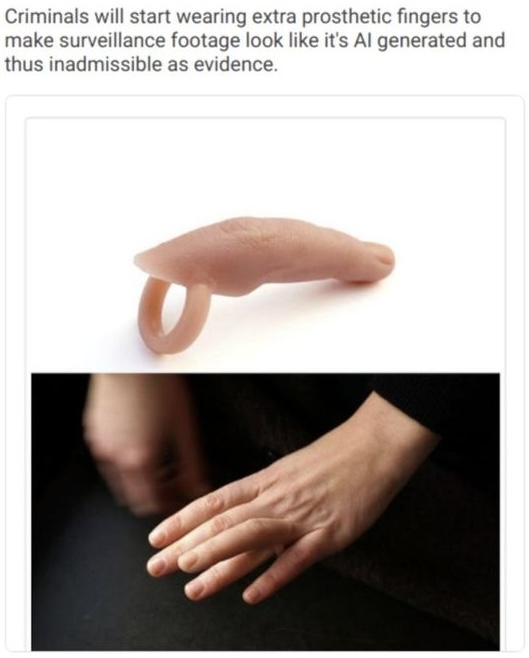 Criminals will start wearing extra prosthetic fingers to
make surveillance footage look like it's AI generated and
thus inadmissible as evidence.